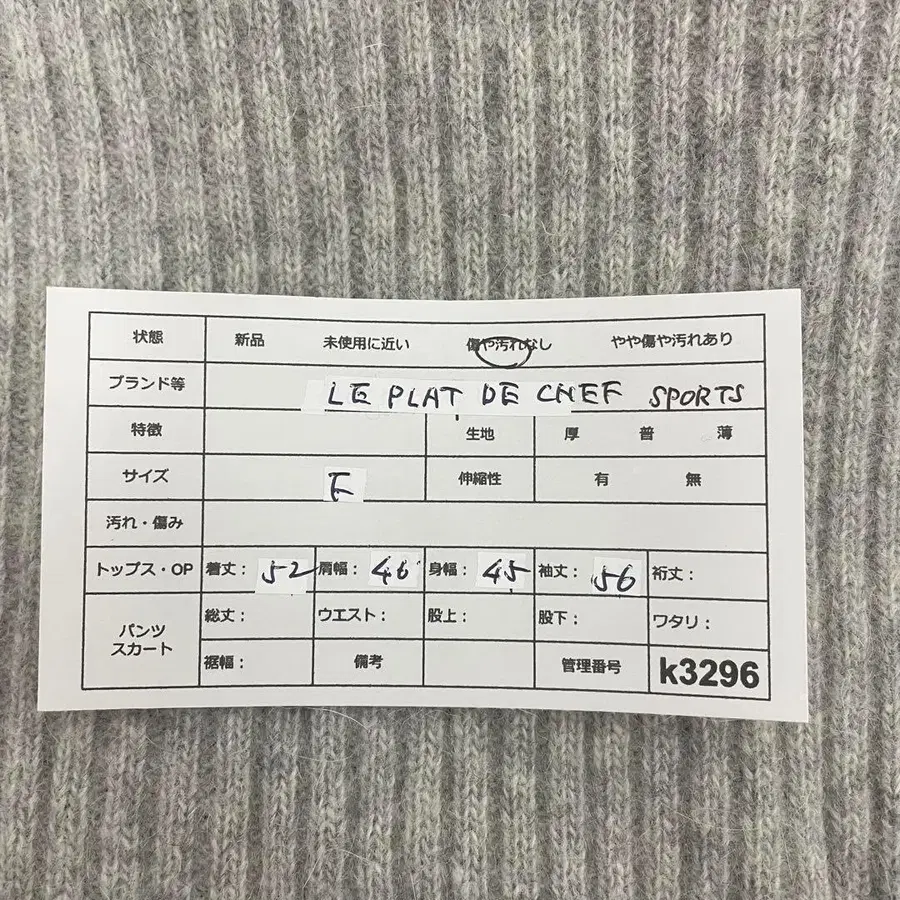 状態 新品 未使用に近い 傷や汚れなし やや傷や汚れあり
ブランド等 LE PLAT DE CHEF SPORTS
特徴 生地 厚 普 薄
サイズ F 伸縮性 有 無
汚れ・傷み
トップス・OP 着丈: 52 肩幅: 46 身幅: 45 袖丈: 56 裄丈:
パンツ スカート 総丈: ウエスト: 股上: 股下: ワタリ:
裾幅: 備考 管理番号 k3296